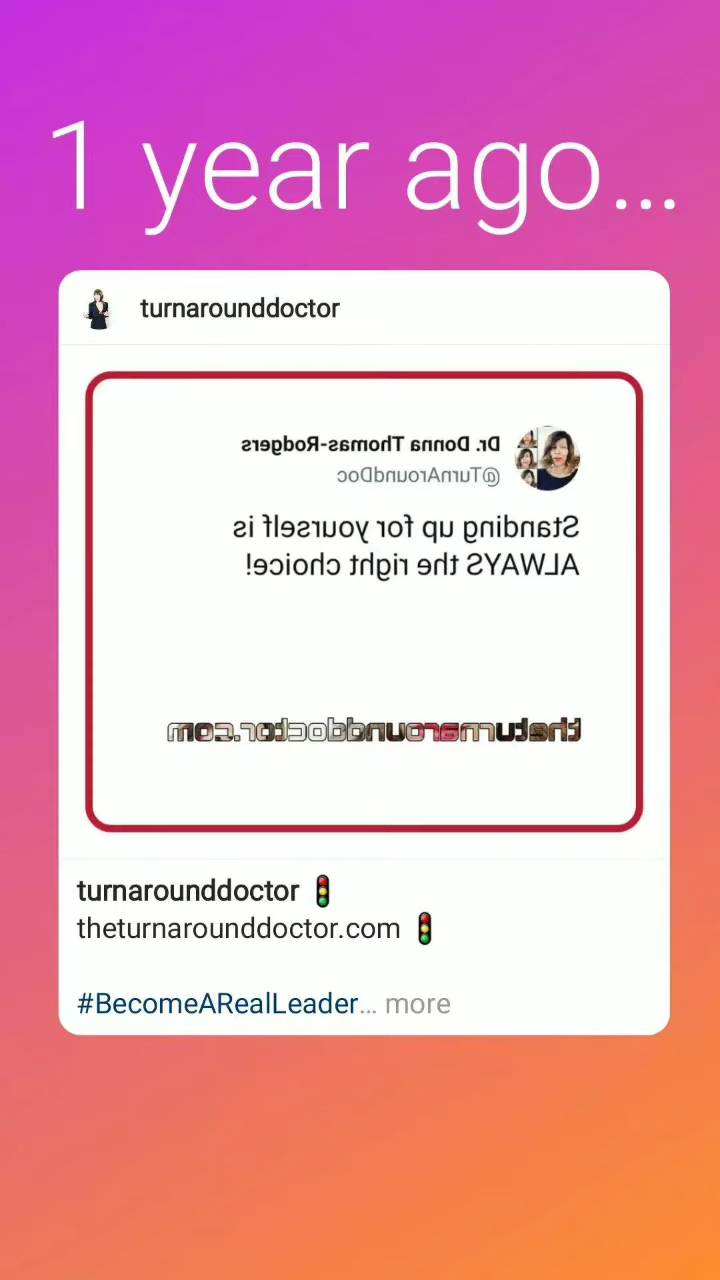 1 year ago...
turnarounddoctor
Dr. Donna Thomas-Rodgers
@TurnAroundDoc
Standing up for yourself is
ALWAYS the right choice!
theturnarounddoctor.com
turnarounddoctor 🚦
theturnarounddoctor.com 🚦
#BecomeARealLeader... more